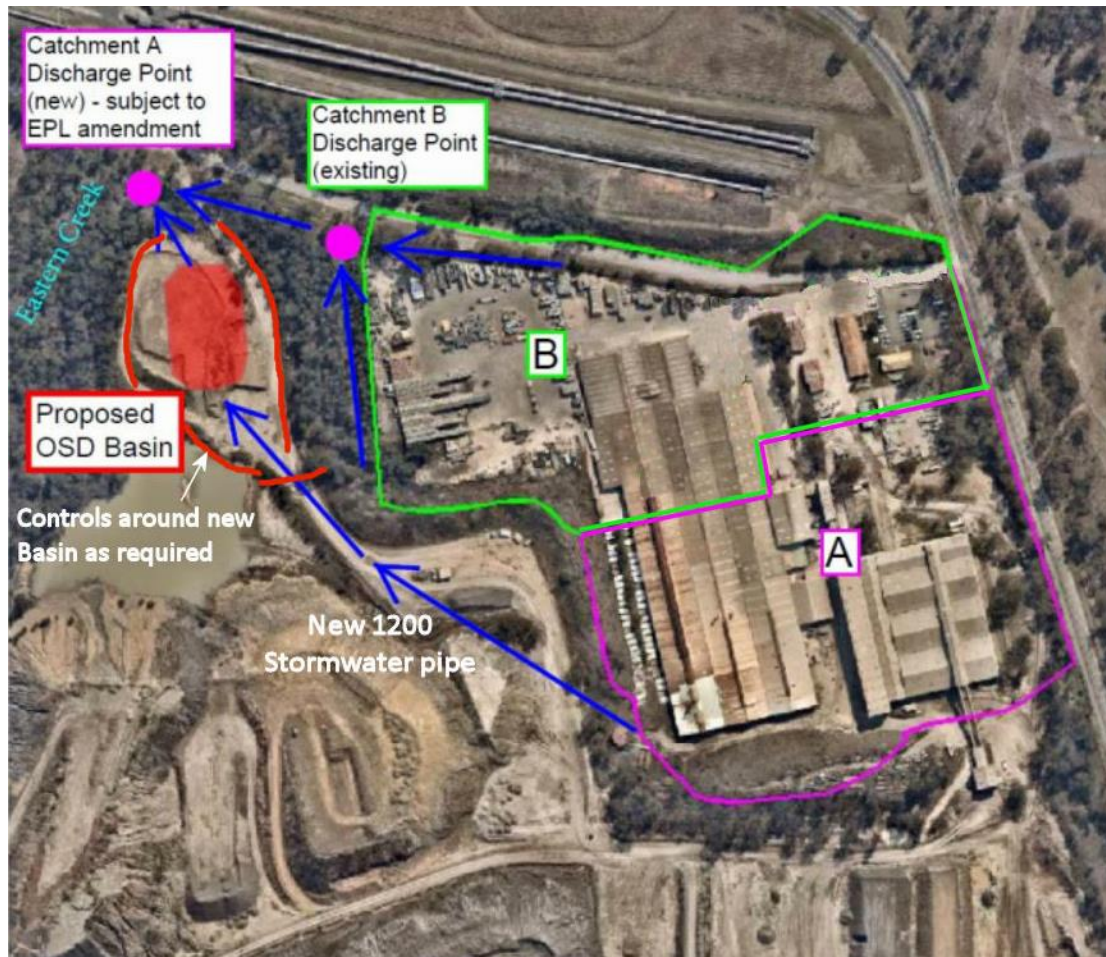 Catchment A
Discharge Point
(new) - subject to
EPL amendment
Catchment B
Discharge Point
(existing)
Eastern Creek
B
Proposed
OSD Basin
Controls around new
Basin as required
A
New 1200
Stormwater pipe